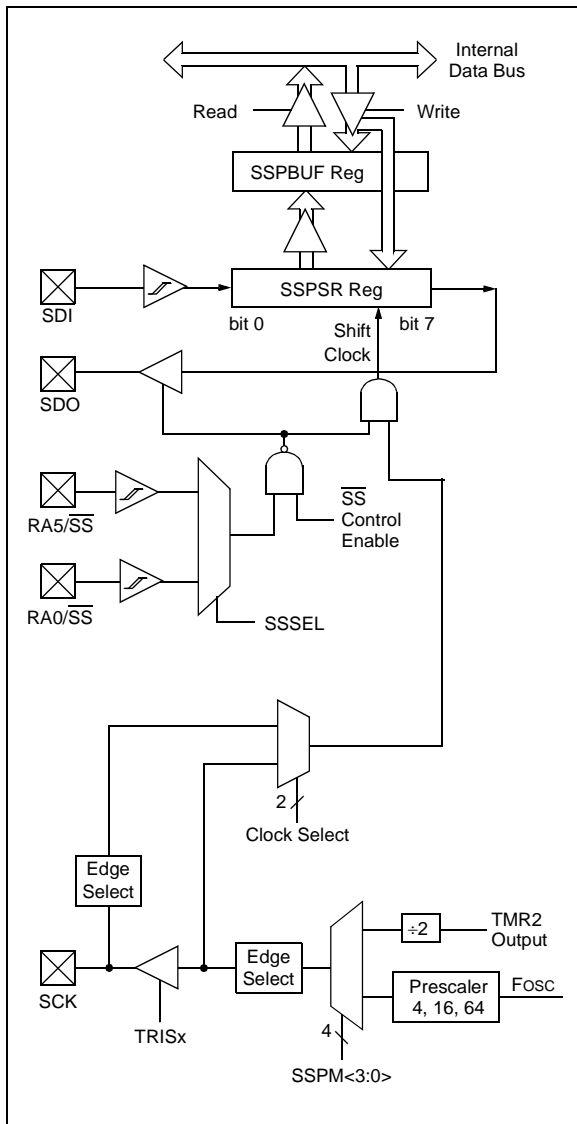 Internal
Data Bus
Read
Write
SSPBUF Reg
SSPSR Reg
SDI
bit 0
bit 7
Shift
Clock
SDO
RA5/SS
SS
Control
Enable
RA0/SS
SSSEL
2
Clock Select
Edge
Select
SCK
TRISx
Edge
Select
÷2
TMR2
Output
Prescaler
4, 16, 64
FOSC
4
SSPM<3:0>